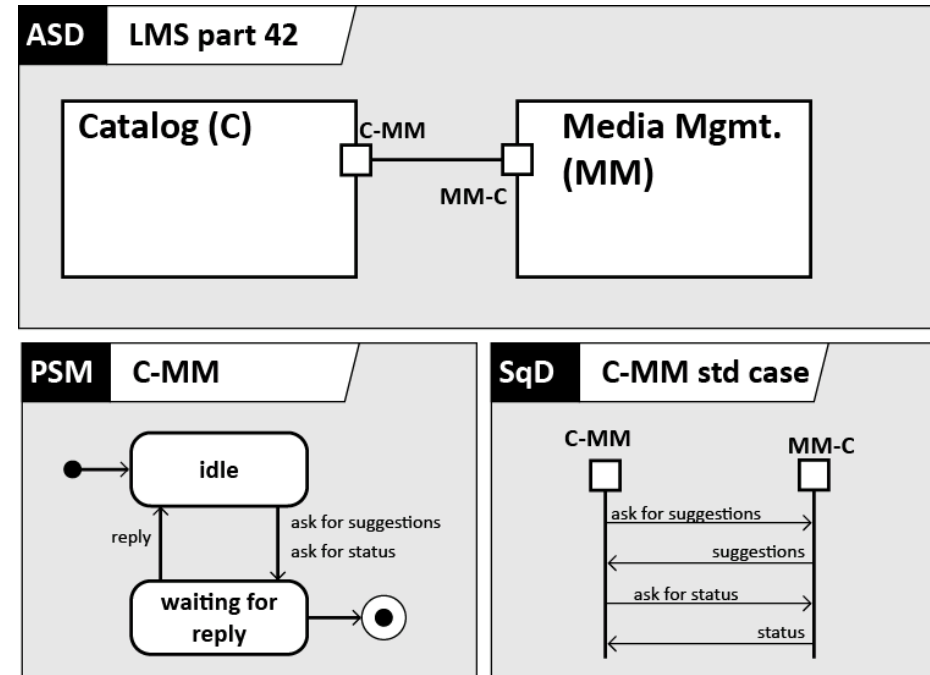 ASD LMS part 42
Catalog (C)
C-MM
Media Mgmt.
(MM)
MM-C
PSM C-MM
idle
reply
ask for suggestions
ask for status
waiting for
reply
SqD C-MM std case
C-MM
MM-C
ask for suggestions
suggestions
ask for status
status